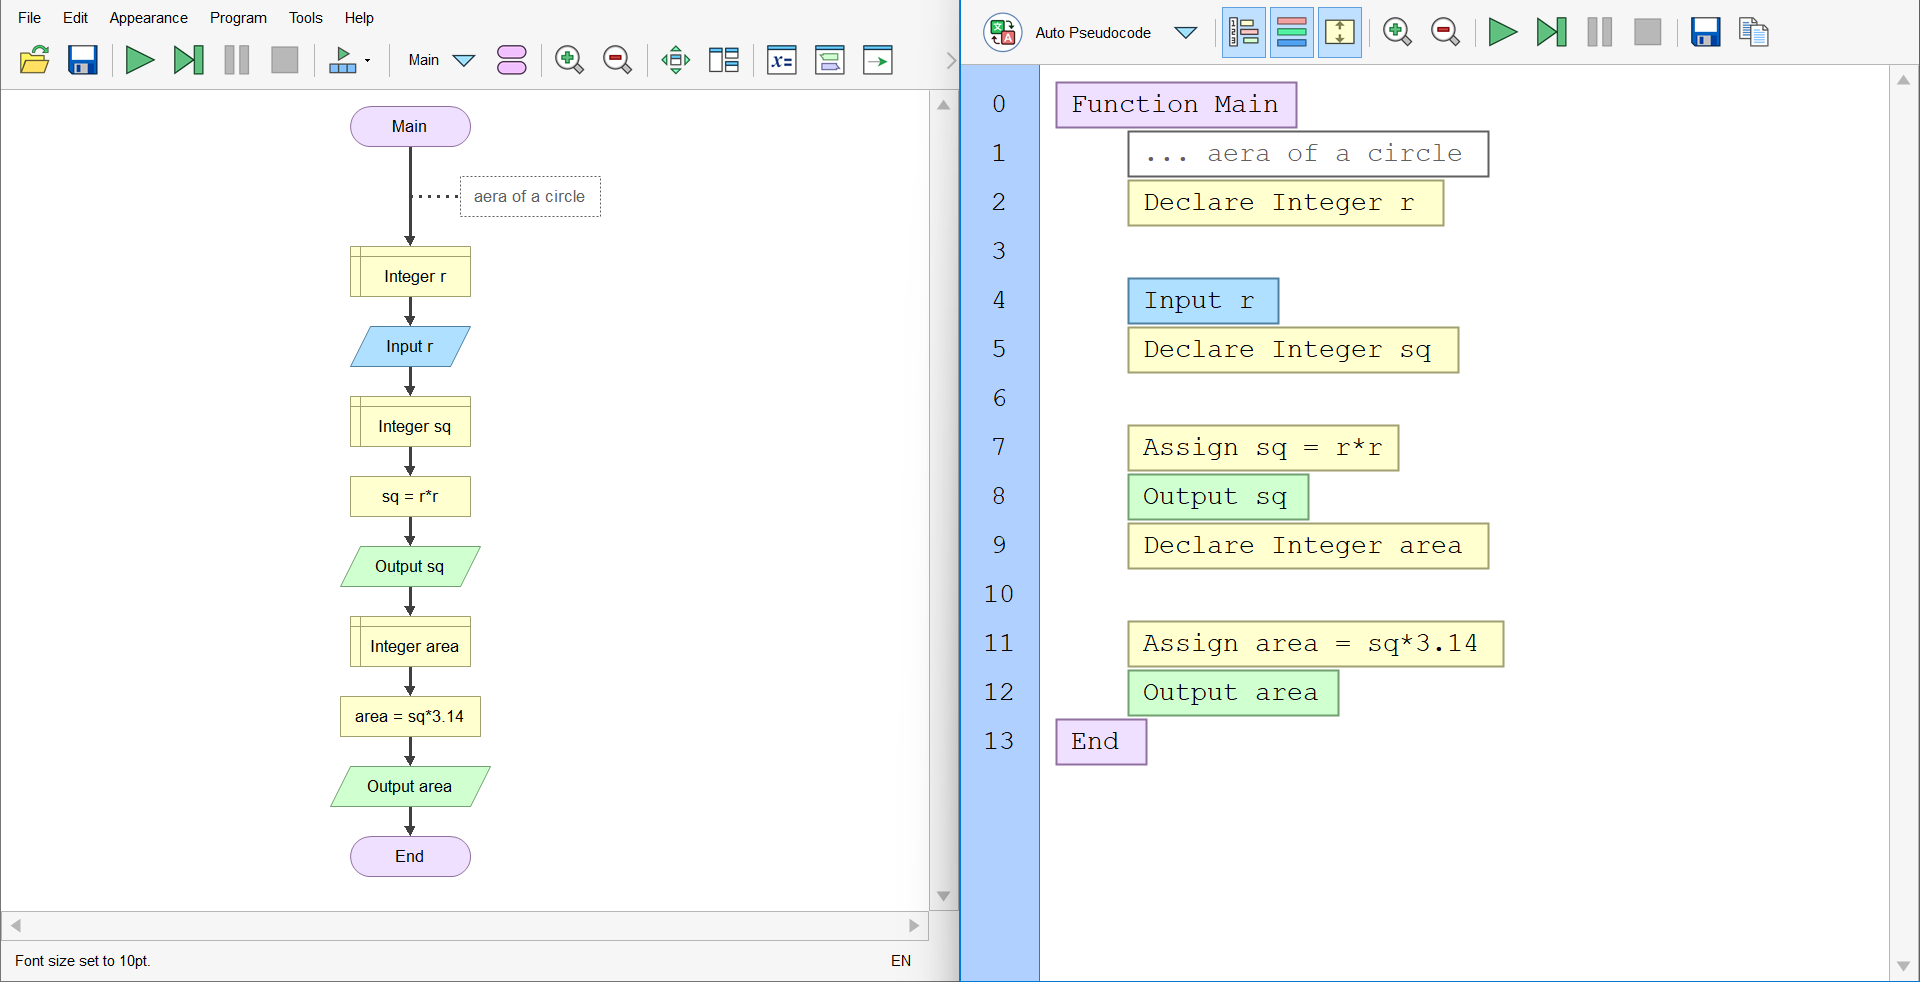 File Edit Appearance Program Tools Help
Main
Main
aera of a circle
Integer r
Input r
Integer sq
sq = r*r
Output sq
Integer area
area = sq*3.14
Output area
End
Font size set to 10pt.
EN
Auto Pseudocode
0 Function Main
1 ... aera of a circle
2 Declare Integer r
3
4 Input r
5 Declare Integer sq
6
7 Assign sq = r*r
8 Output sq
9 Declare Integer area
10
11 Assign area = sq*3.14
12 Output area
13 End